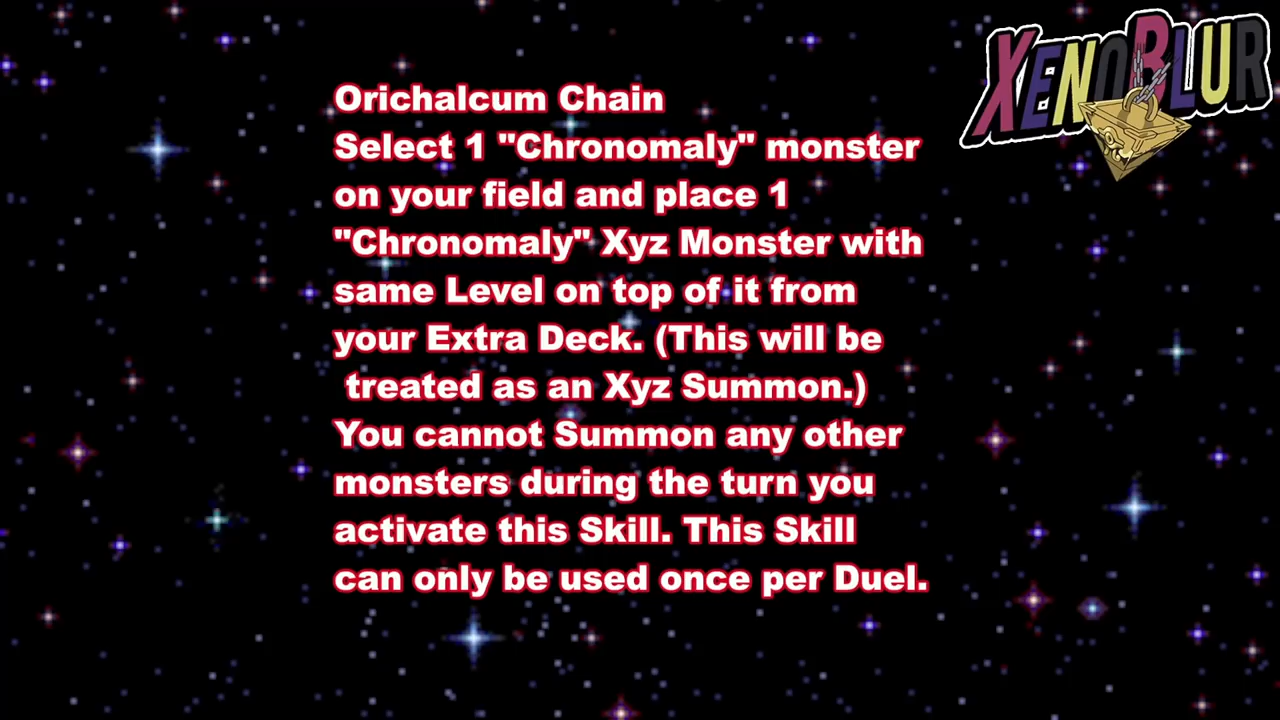 XENOBLUR
Orichalcum Chain
Select 1 "Chronomaly" monster
on your field and place 1
"Chronomaly" Xyz Monster with
same Level on top of it from
your Extra Deck. (This will be
treated as an Xyz Summon.)
You cannot Summon any other
monsters during the turn you
activate this Skill. This Skill
can only be used once per Duel.